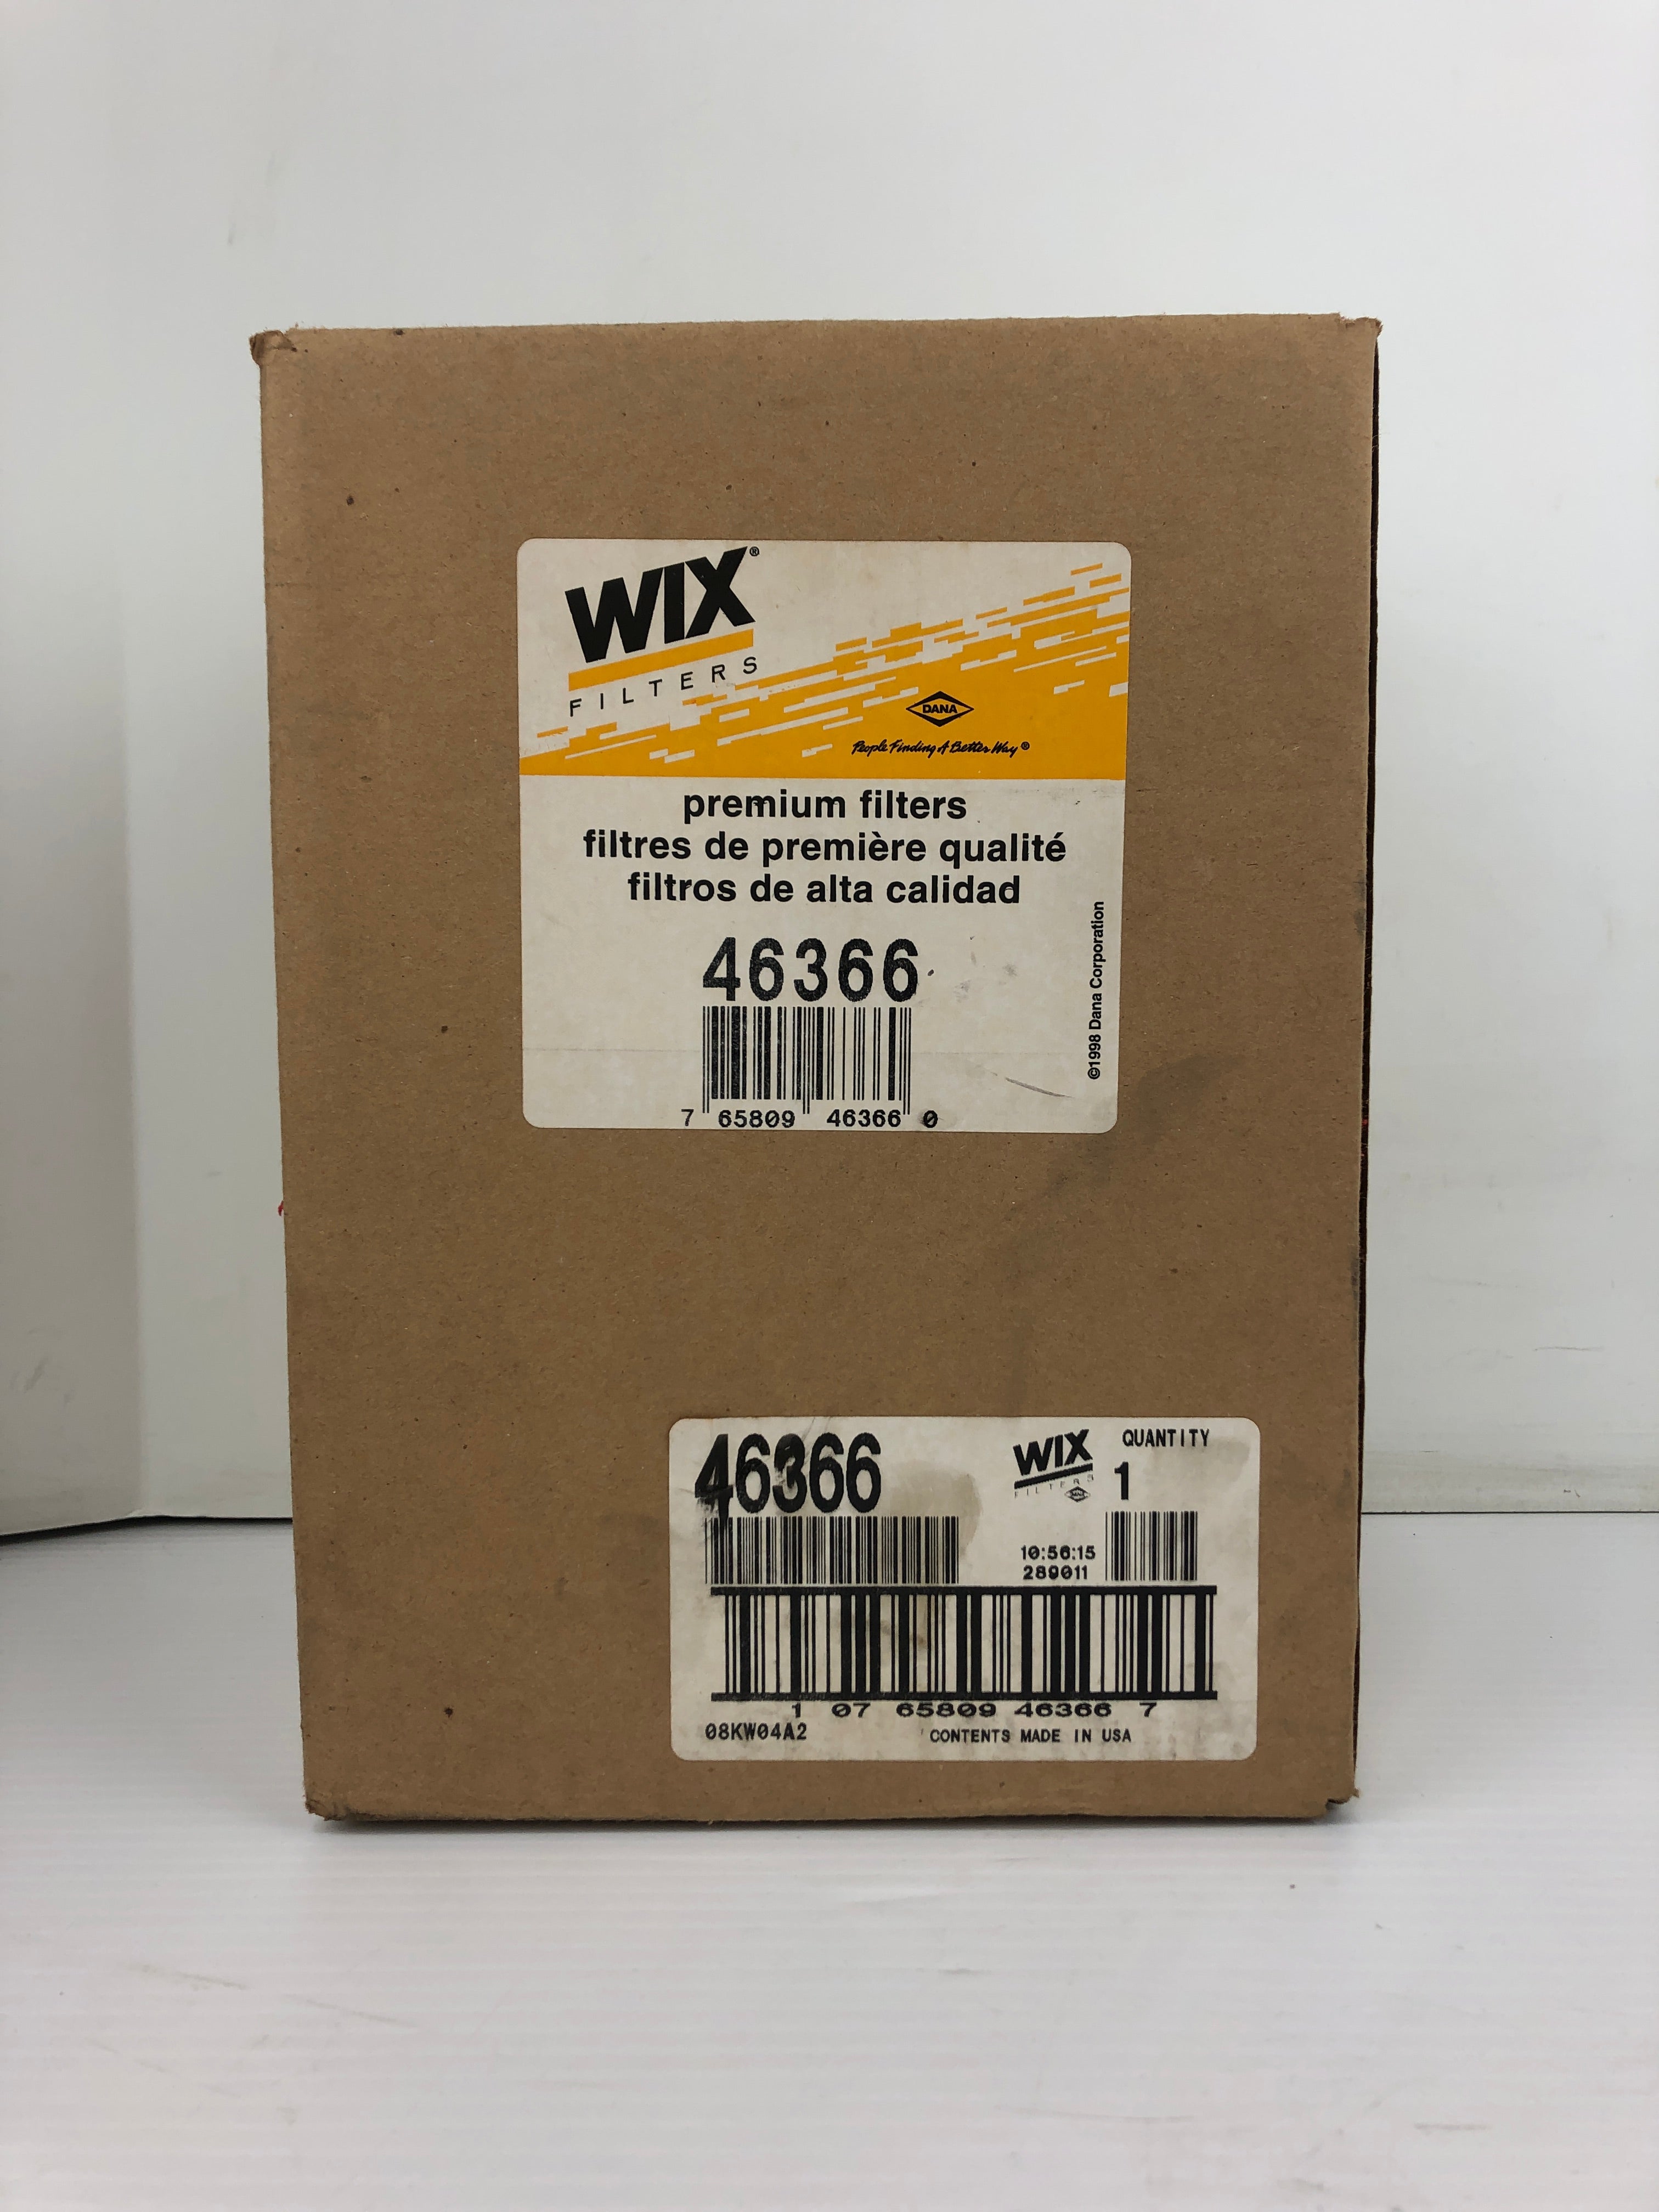 WIX®
FILTERS
DANA
People Finding A Better Way®
premium filters
filtres de première qualité
filtros de alta calidad
46366
7 65809 46366 0
©1998 Dana Corporation
46366
WIX
FILTERS
DANA
QUANTITY
1
10:56:15
289011
1 07 65809 46366 7
08KW04A2
CONTENTS MADE IN USA